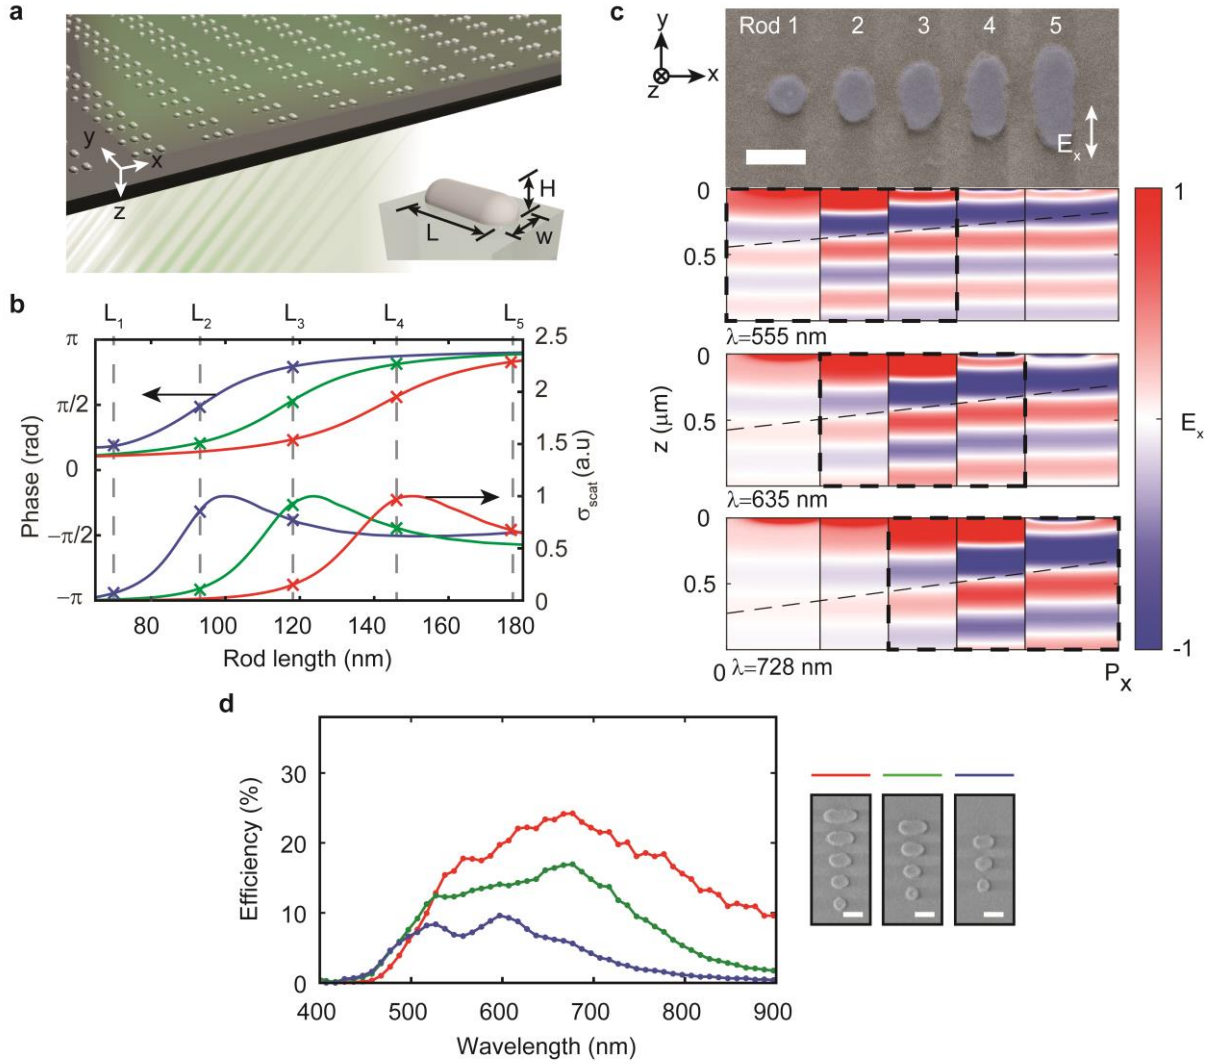 a
y
x
z
H
L
w
b
L1 L2 L3 L4 L5
π
π/2
0
−π/2
−π
Phase (rad)
2.5
2
1.5
1
0.5
0
σscat (a.u)
80 100 120 140 160 180
Rod length (nm)
c
y
x
z
Rod 1 2 3 4 5
Ex
0
0.5
λ=555 nm
0
0.5
z (μm)
λ=635 nm
0
0.5
0 λ=728 nm Px
1
Ex
-1
d
30
20
10
0
Efficiency (%)
400 500 600 700 800 900
Wavelength (nm)